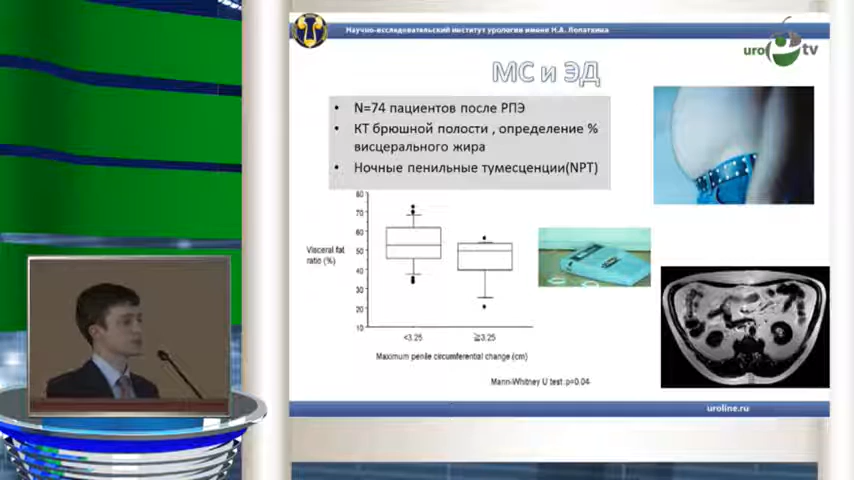 Научно-исследовательский институт урологии имени Н.А. Лопаткина
uro tv
МС и ЭД
• N=74 пациентов после РПЭ
• КТ брюшной полости , определение %
висцерального жира
• Ночные пенильные тумесценции(NPT)
Visceral fat
ratio (%)
80
70
60
50
40
30
20
10
<3.25
≧3.25
Maximum penile circumferential change (cm)
Mann-Whitney U test. p=0.04
uroline.ru